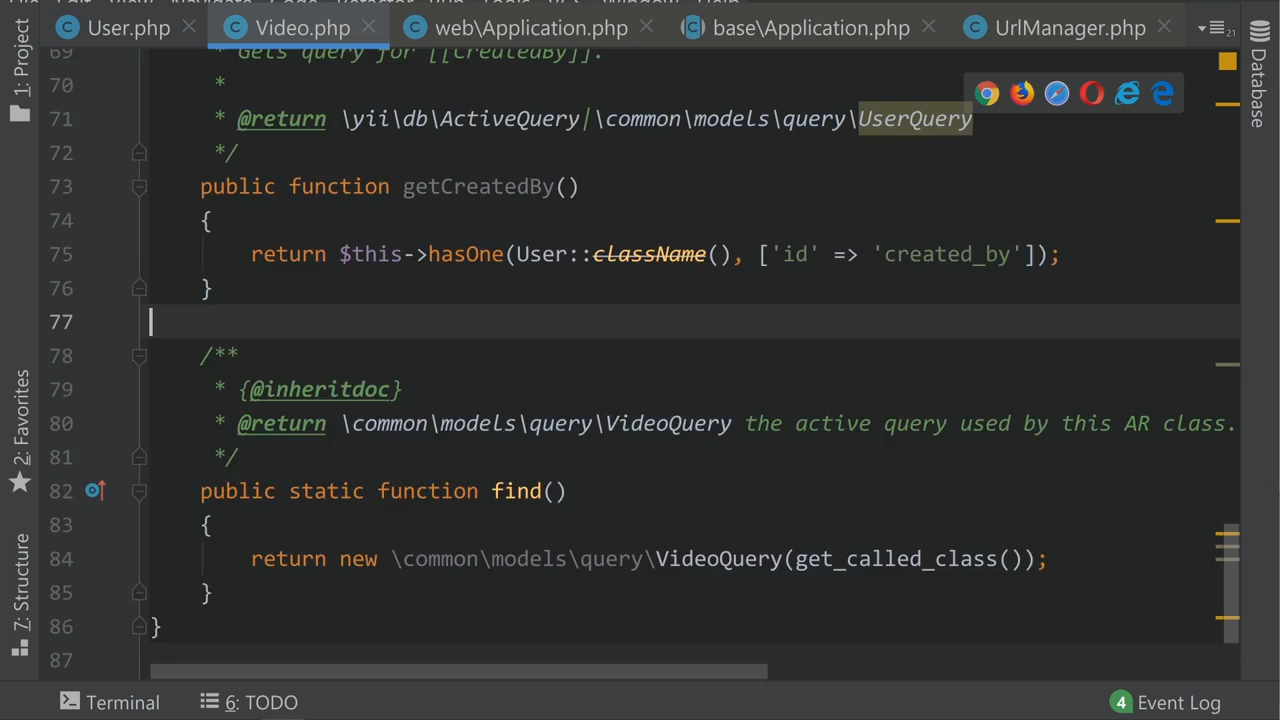 User.php
Video.php
web\Application.php
base\Application.php
UrlManager.php
21
1: Project
2: Favorites
7: Structure
Database
69 * Gets query for [[CreatedBy]].
70 *
71 * @return \yii\db\ActiveQuery|\common\models\query\UserQuery
72 */
73 public function getCreatedBy()
74 {
75 return $this->hasOne(User::className(), ['id' => 'created_by']);
76 }
77
78 /**
79 * {@inheritdoc}
80 * @return \common\models\query\VideoQuery the active query used by this AR class.
81 */
82 public static function find()
83 {
84 return new \common\models\query\VideoQuery(get_called_class());
85 }
86 }
87
Terminal
6: TODO
4 Event Log